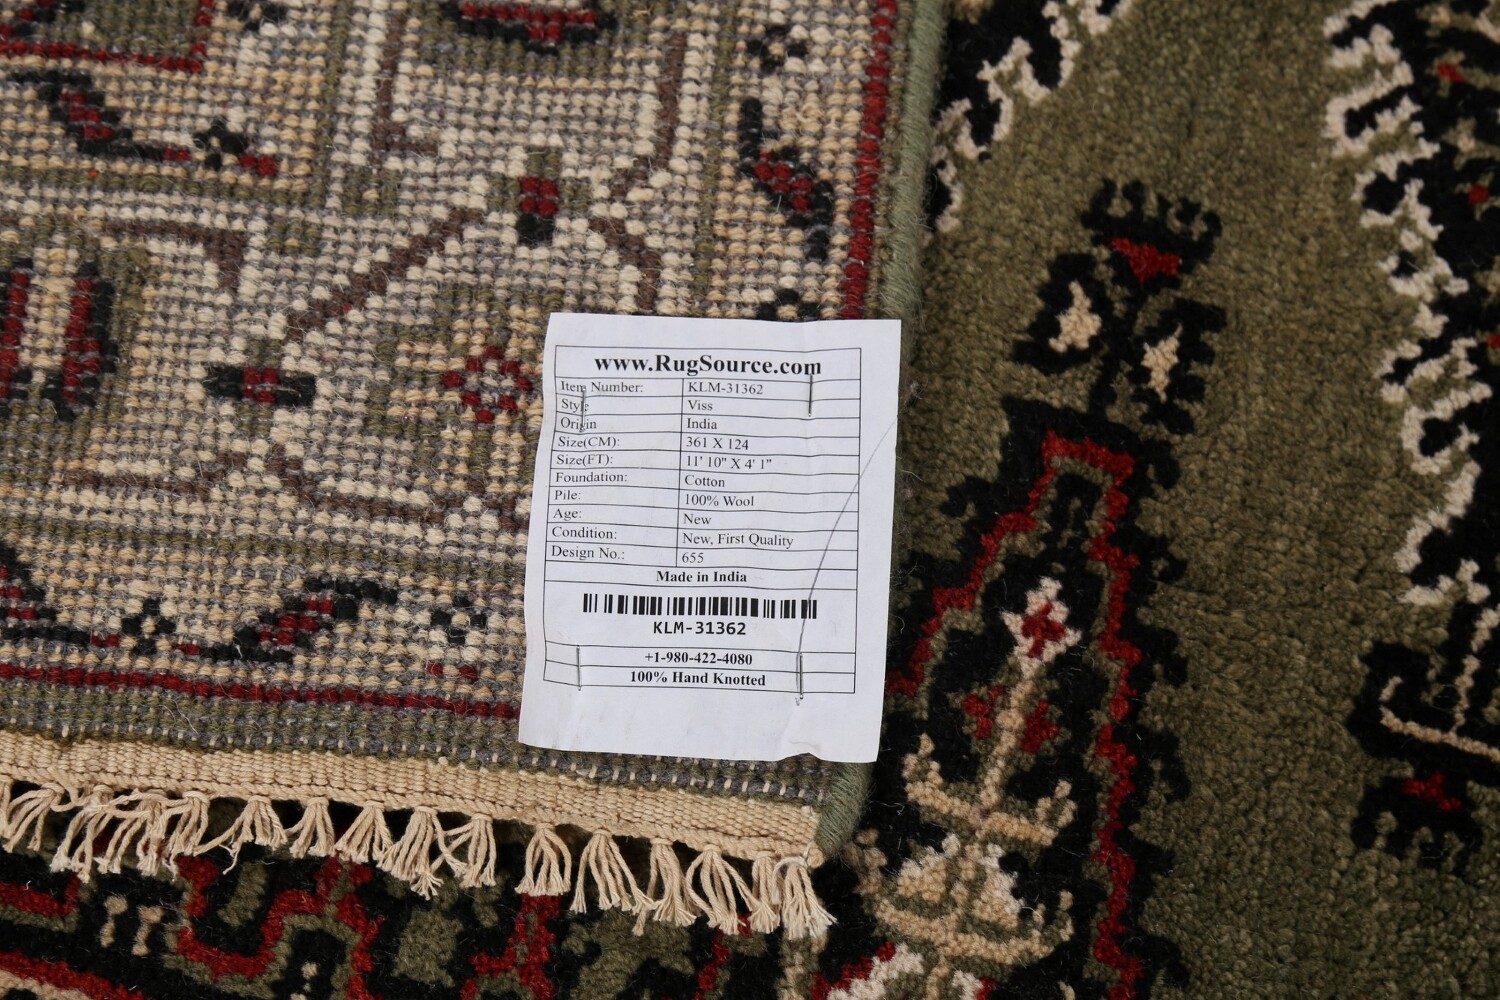 www.RugSource.com
Item Number: KLM-31362
Style Viss
Origin India
Size(CM): 361 X 124
Size(FT): 11' 10" X 4' 1"
Foundation: Cotton
Pile: 100% Wool
Age: New
Condition: New, First Quality
Design No.: 655
Made in India
KLM-31362
+1-980-422-4080
100% Hand Knotted